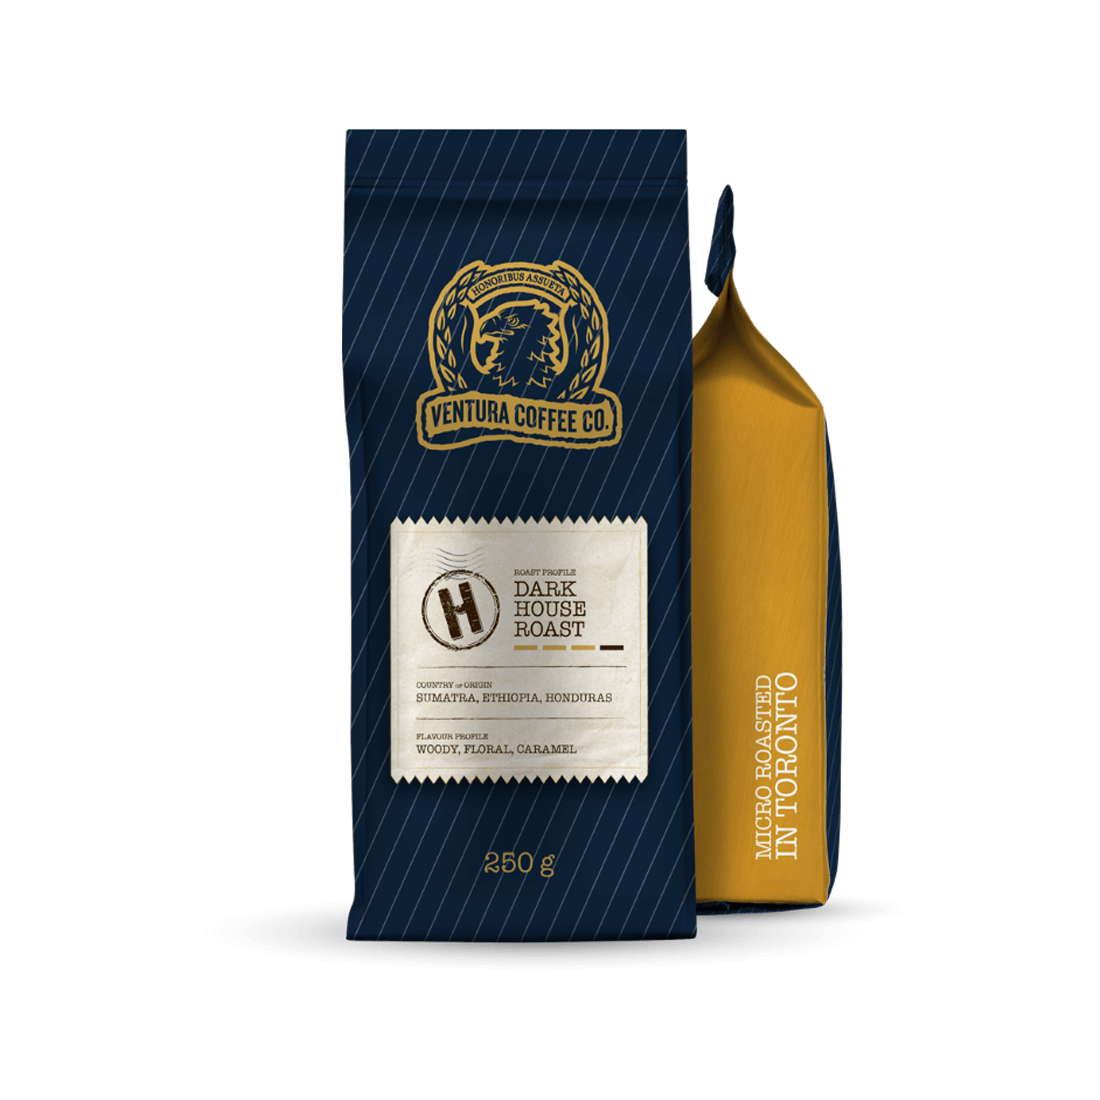 HONORIBUS ASSUETA
VENTURA COFFEE CO.
H
ROAST PROFILE
DARK
HOUSE
ROAST
COUNTRY OF ORIGIN
SUMATRA, ETHIOPIA, HONDURAS
FLAVOUR PROFILE
WOODY, FLORAL, CARAMEL
250 g
MICRO ROASTED
IN TORONTO